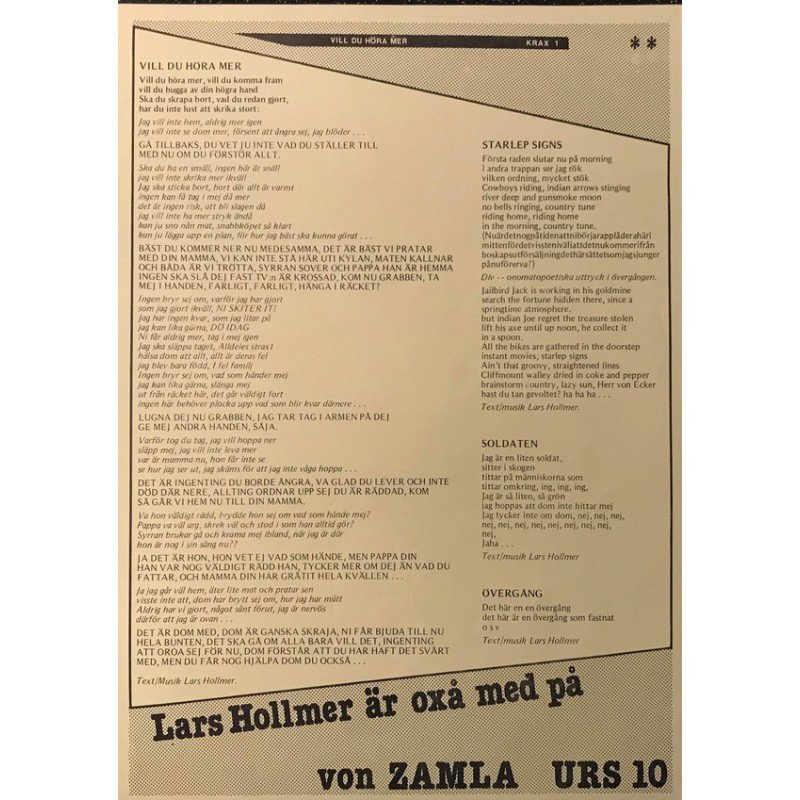 VILL DU HÖRA MER
KRAX 1
**
VILL DU HÖRA MER
Vill du höra mer, vill du komma fram
vill du hugga av din högra hand
Ska du skrapa bort, vad du redan gjort,
har du inte lust att skrika stort:
Jag vill inte hem, aldrig mer igen
jag vill inte se dom mer, försent att ångra sej, jag blöder . . .
GÅ TILLBAKS, DU VET JU INTE VAD DU STÄLLER TILL
MED NU OM DU FÖRSTÖR ALLT.
Ska du ha en smäll, ingen här är snäll
jag vill inte skrika mer ikväll
Jag ska sticka bort, bort där allt är varmt
ingen kan få tag i mej då mer
det är ingen risk, att bli slagen då
jag vill inte ha mer stryk ändå
kan ju sno nån mat, snabbköpet så klart
kan ju lägga upp en plan, för hur jag bäst ska kunna görat . . .
BÄST DU KOMMER NER NU MEDESAMMA, DET ÄR BÄST VI PRATAR
MED DIN MAMMA, VI KAN INTE STÅ HÄR UTI KYLAN, MATEN KALLNAR
OCH BÅDA ÄR VI TRÖTTA, SYRRAN SOVER OCH PAPPA HAN ÄR HEMMA
INGEN SKA SLÅ DEJ FAST TV:n ÄR KROSSAD, KOM NU GRABBEN, TA
MEJ I HANDEN, FARLIGT, FARLIGT, HÄNGA I RÄCKET?
Ingen bryr sej om, varför jag har gjort
som jag gjort ikväll, NI SKITER I!
Jag har ingen kvar, som jag litar på
jag kan lika gärna, DÖ IDAG
Ni får aldrig mer, tag i mej igen
Jag ska släppa taget, Alldeles straxt
hälsa dom att allt, allt är deras fel
jag blev bara född, I fel familj
Ingen bryr sej om, vad som händer mej
jag kan lika gärna, slänga mej
ut från räcket här, det går väldigt fort
ingen här behöver plocka upp vad som blir kvar därnere . . .
LUGNA DEJ NU GRABBEN, JAG TAR TAG I ARMEN PÅ DEJ
GE MEJ ANDRA HANDEN, SÅJA.
Varför tog du tag, jag vill hoppa ner
släpp mej, jag vill inte leva mer
var är mamma nu, hon får inte se
se hur jag ser ut, jag skäms för att jag inte våga hoppa . . .
DET ÄR INGENTING DU BORDE ÅNGRA, VA GLAD DU LEVER OCH INTE
DÖD DÄR NERE, ALLTING ORDNAR UPP SEJ DU ÄR RÄDDAD, KOM
SÅ GÅR VI HEM NU TILL DIN MAMMA.
Va hon väldigt rädd, brydde hon sej om vad som hände mej?
Pappa va väl arg, skrek väl och stod i som han alltid gör?
Syrran brukar gå och krama mej ibland, när jag är där
hon är nog i sin säng nu??
JA DET ÄR HON, HON VET EJ VAD SOM HÄNDE, MEN PAPPA DIN
HAN VAR NOG VÄLDIGT RÄDD HAN, TYCKER MER OM DEJ ÄN VAD DU
FATTAR, OCH MAMMA DIN HAR GRÅTIT HELA KVÄLLEN . . .
Ja jag går väl hem, äter lite mat och pratar sen
visste inte att, dom har brytt sej om, hur jag har mått
Aldrig har vi gjort, något sånt förut, jag är nervös
därför att jag är ovan . . .
DET ÄR DOM MED, DOM ÄR GANSKA SKRAJA, NI FÅR BJUDA TILL NU
HELA BUNTEN, DET SKA GÅ OM ALLA BARA VILL DE T, INGENTING
ATT OROA SEJ FÖR NU, DOM FÖRSTÅR ATT DU HAR HAFT DET SVÅRT
MED, MEN DU FÅR NOG HJÄLPA DOM DU OCKSÅ . . .
Text/Musik Lars Hollmer.
STARLEP SIGNS
Första raden slutar nu på morning
i andra trappan ser jag rök
vilken ordning, mycket stök
Cowboys riding, indian arrows stinging
river deep and gunsmoke moon
no bells ringing, country tune
riding home, riding home
in the morning, country tune.
(Nuärdetnogpåtidenattnibörjarapplåderahäri
mittenfördetvisstenivälattdetnukommerifrån
boskapsutförsäljningdethärsättetsomjagsjunger
pånuförerva?)
Div - - onomatopoetiska uttryck i övergången.
Jailbird Jack is working in his goldmine
search the fortune hidden there, since a
springtime atmosphere.
but indian Joe regret the treasure stolen
lift his axe until up noon, he collect it
in a spoon.
All the bikes are gathered in the doorstep
instant movies, starlep signs
Ain't that groovy, straightened lines
Cliffmount walley dried in coke and pepper
brainstorm country, lazy sun, Herr von Ecker
hast du tan gevoltet? ha ha ha . . .
Text/musik Lars Hollmer.
SOLDATEN
Jag är en liten soldat,
sitter i skogen
tittar på människorna som
tittar omkring, ing, ing, ing,
Jag är så liten, så grön
jag hoppas att dom inte hittar mej
Jag tycker inte om dom, nej, nej, nej,
nej, nej, nej, nej, nej, nej, nej, nej,
nej,
Jaha . . .
Text/musik Lars Hollmer
ÖVERGÅNG
Det här en en övergång
det här är en övergång som fastnat
o s v
Text/musik Lars Hollmer
Lars Hollmer är oxå med på
von ZAMLA URS 10